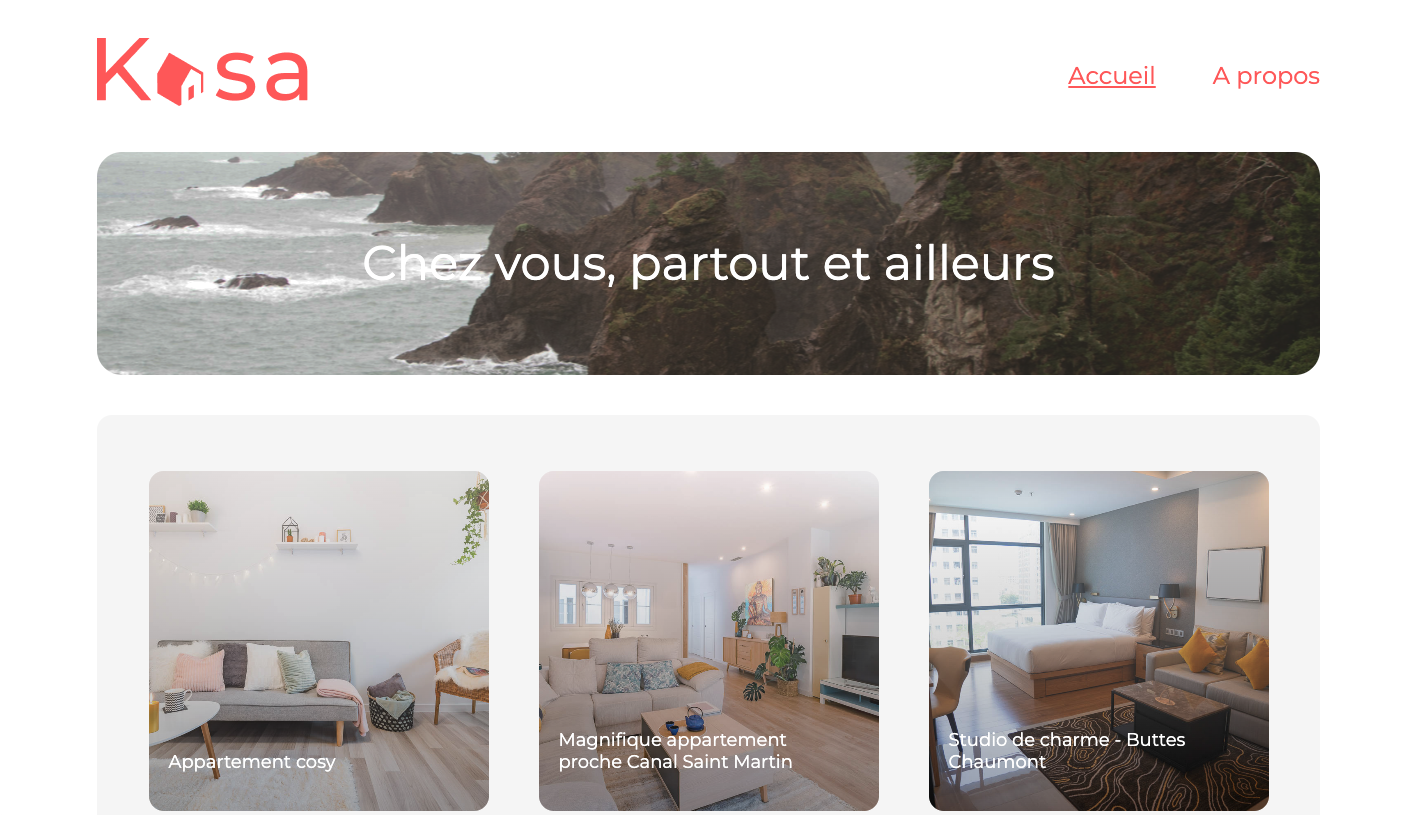 Kasa
Accueil
A propos
Chez vous, partout et ailleurs
Appartement cosy
Magnifique appartement
proche Canal Saint Martin
Studio de charme - Buttes
Chaumont